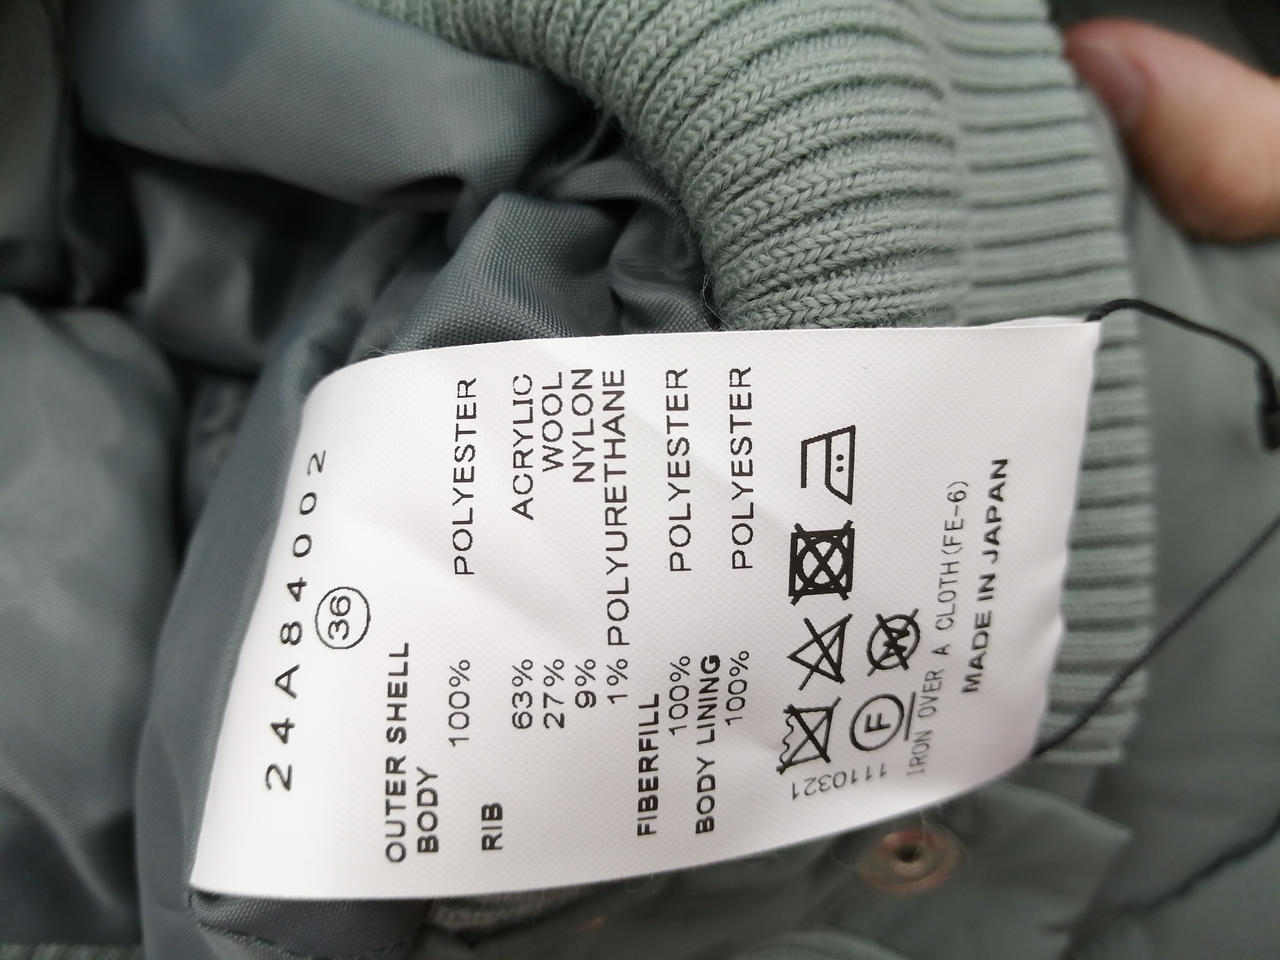 24A84002
36
OUTER SHELL
BODY
100% POLYESTER
RIB
63% ACRYLIC
27% WOOL
9% NYLON
1% POLYURETHANE
FIBERFILL
100% POLYESTER
BODY LINING
100% POLYESTER
F
W
1110321
IRON OVER A CLOTH(FE-6)
MADE IN JAPAN